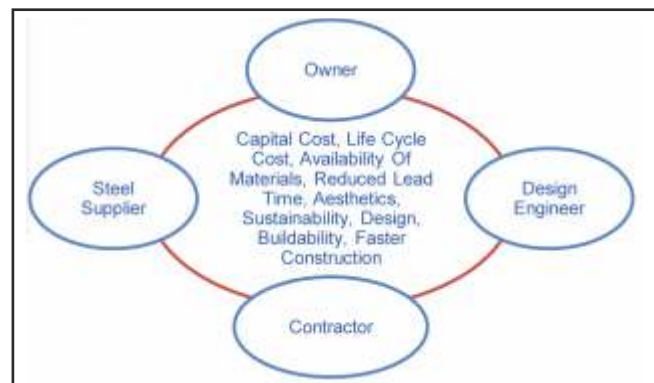 Owner
Capital Cost, Life Cycle
Cost, Availability Of
Materials, Reduced Lead
Time, Aesthetics,
Sustainability, Design,
Buildability, Faster
Construction
Steel
Supplier
Design
Engineer
Contractor